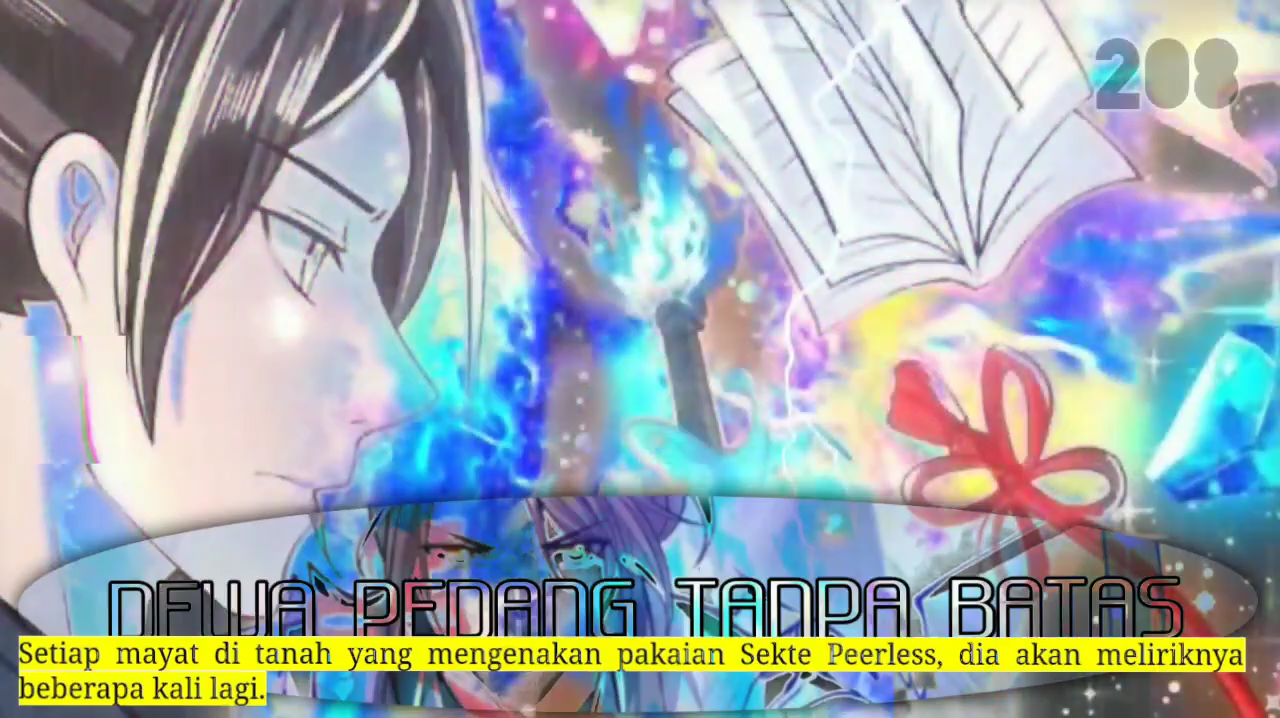 208
DEWA PEDANG TANPA BATAS
Setiap mayat di tanah yang mengenakan pakaian Sekte Peerless, dia akan meliriknya
beberapa kali lagi.